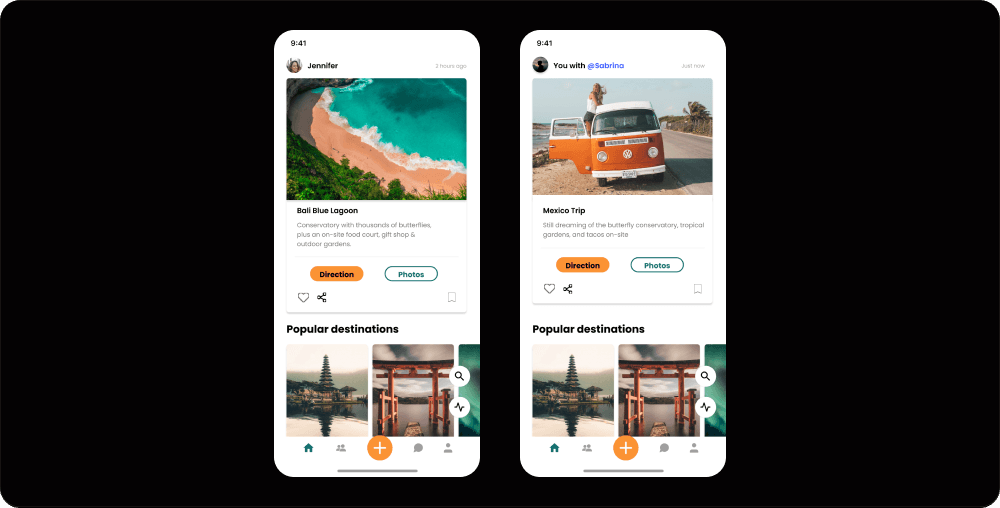 9:41
Jennifer
2 hours ago
Bali Blue Lagoon
Conservatory with thousands of butterflies,
plus an on-site food court, gift shop &
outdoor gardens.
Direction
Photos
Popular destinations
9:41
You with @Sabrina
Just now
Mexico Trip
Still dreaming of the butterfly conservatory, tropical
gardens, and tacos on-site
Direction
Photos
Popular destinations